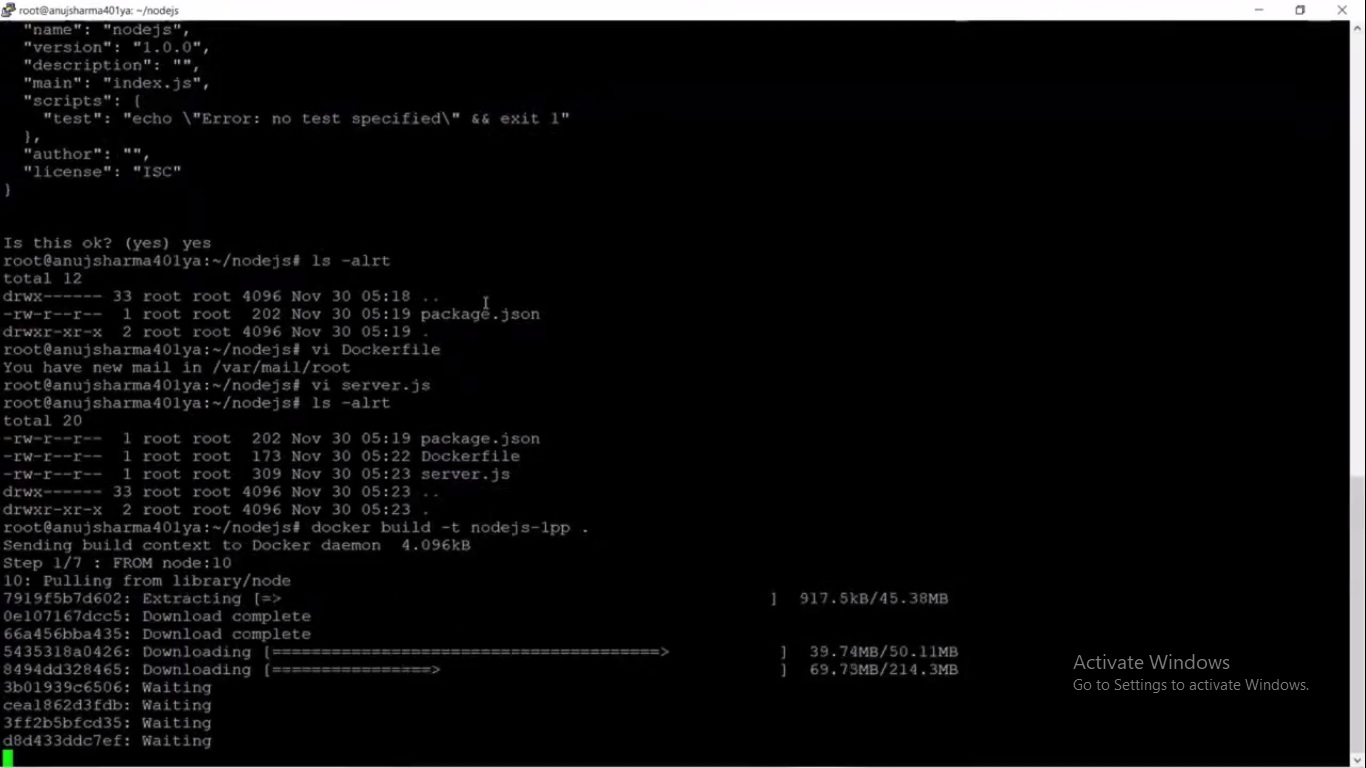 root@anujsharma401ya: ~/nodejs
"name": "nodejs",
"version": "1.0.0",
"description": "",
"main": "index.js",
"scripts": {
"test": "echo \"Error: no test specified\" && exit 1"
},
"author": "",
"license": "ISC"
}
Is this ok? (yes) yes
root@anujsharma401ya:~/nodejs# ls -alrt
total 12
drwx------ 33 root root 4096 Nov 30 05:18 ..
-rw-r--r-- 1 root root 202 Nov 30 05:19 package.json
drwxr-xr-x 2 root root 4096 Nov 30 05:19 .
root@anujsharma401ya:~/nodejs# vi Dockerfile
You have new mail in /var/mail/root
root@anujsharma401ya:~/nodejs# vi server.js
root@anujsharma401ya:~/nodejs# ls -alrt
total 20
-rw-r--r-- 1 root root 202 Nov 30 05:19 package.json
-rw-r--r-- 1 root root 173 Nov 30 05:22 Dockerfile
-rw-r--r-- 1 root root 309 Nov 30 05:23 server.js
drwx------ 33 root root 4096 Nov 30 05:23 ..
drwxr-xr-x 2 root root 4096 Nov 30 05:23 .
root@anujsharma401ya:~/nodejs# docker build -t nodejs-1pp .
Sending build context to Docker daemon 4.096kB
Step 1/7 : FROM node:10
10: Pulling from library/node
7919f5b7d602: Extracting [=> ] 917.5kB/45.38MB
0e107167dcc5: Download complete
66a456bba435: Download complete
5435318a0426: Downloading [=======================================> ] 39.74MB/50.11MB
8494dd328465: Downloading [================> ] 69.73MB/214.3MB
3b01939c6506: Waiting
cea1862d3fdb: Waiting
3ff2b5bfcd35: Waiting
d8d433ddc7ef: Waiting
Activate Windows
Go to Settings to activate Windows.